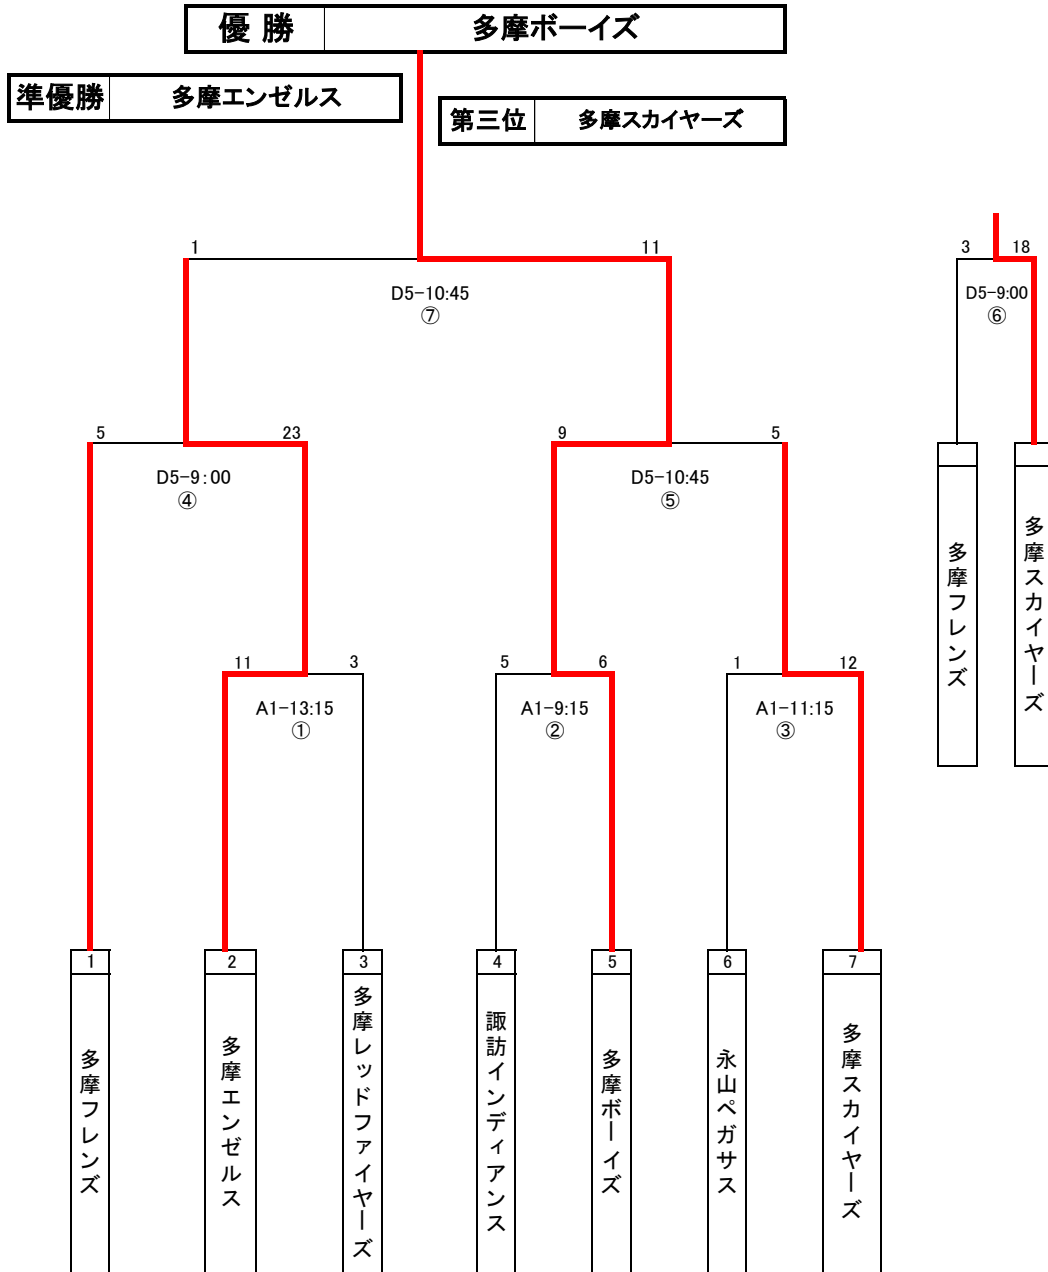 優 勝 多摩ボーイズ
準優勝 多摩エンゼルス
第三位 多摩スカイヤーズ
1 11
D5-10:45
⑦
3 18
D5-9:00
⑥
5 23
D5-9:00
④
9 5
D5-10:45
⑤
多摩フレンズ
多摩スカイヤーズ
11 3
A1-13:15
①
5 6
A1-9:15
②
1 12
A1-11:15
③
1
多摩フレンズ
2
多摩エンゼルス
3
多摩レッドファイヤーズ
4
諏訪インディアンス
5
多摩ボーイズ
6
永山ペガサス
7
多摩スカイヤーズ